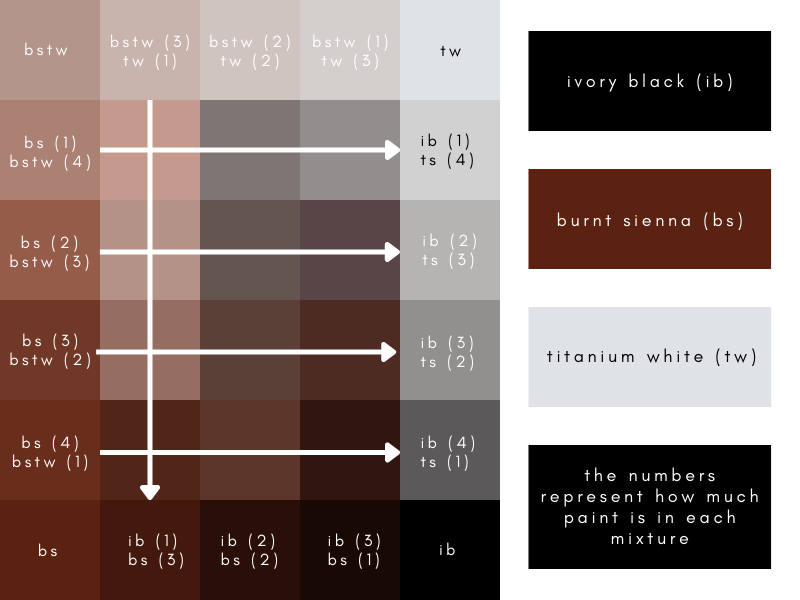 bstw
bstw (3)
tw (1)
bstw (2)
tw (2)
bstw (1)
tw (3)
tw
bs (1)
bstw (4)
ib (1)
ts (4)
bs (2)
bstw (3)
ib (2)
ts (3)
bs (3)
bstw (2)
ib (3)
ts (2)
bs (4)
bstw (1)
ib (4)
ts (1)
bs
ib (1)
bs (3)
ib (2)
bs (2)
ib (3)
bs (1)
ib
ivory black (ib)
burnt sienna (bs)
titanium white (tw)
the numbers
represent how much
paint is in each
mixture